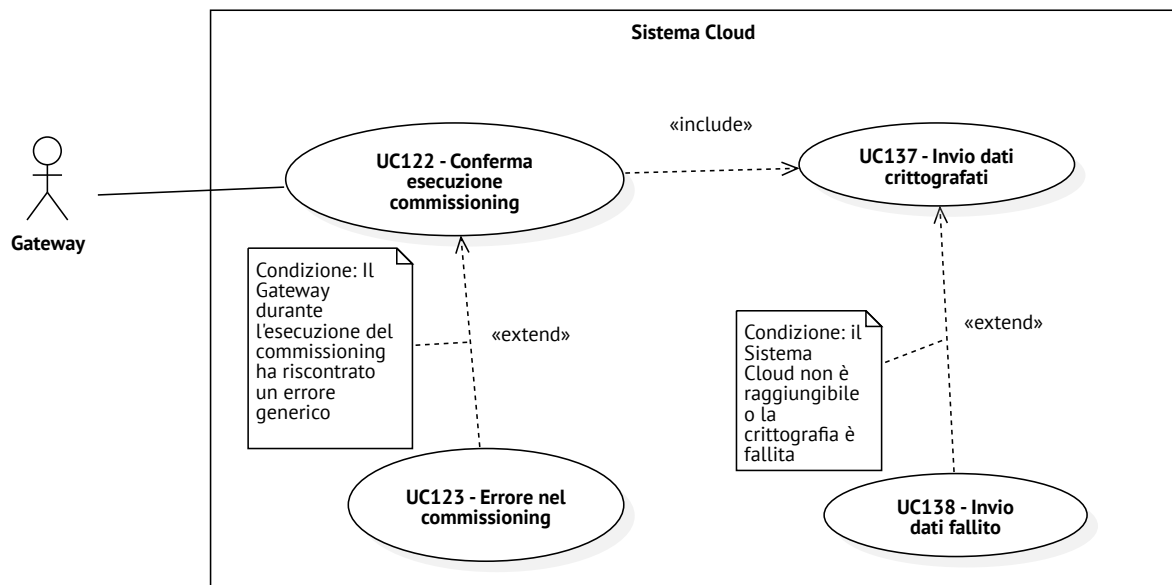 Sistema Cloud
«include»
UC122 - Conferma
esecuzione
commissioning
UC137 - Invio dati
crittografati
Gateway
Condizione: Il
Gateway
durante
l'esecuzione del
commissioning
ha riscontrato
un errore
generico
«extend»
Condizione: il
Sistema
Cloud non è
raggiungibile
o la
crittografia è
fallita
«extend»
UC123 - Errore nel
commissioning
UC138 - Invio
dati fallito